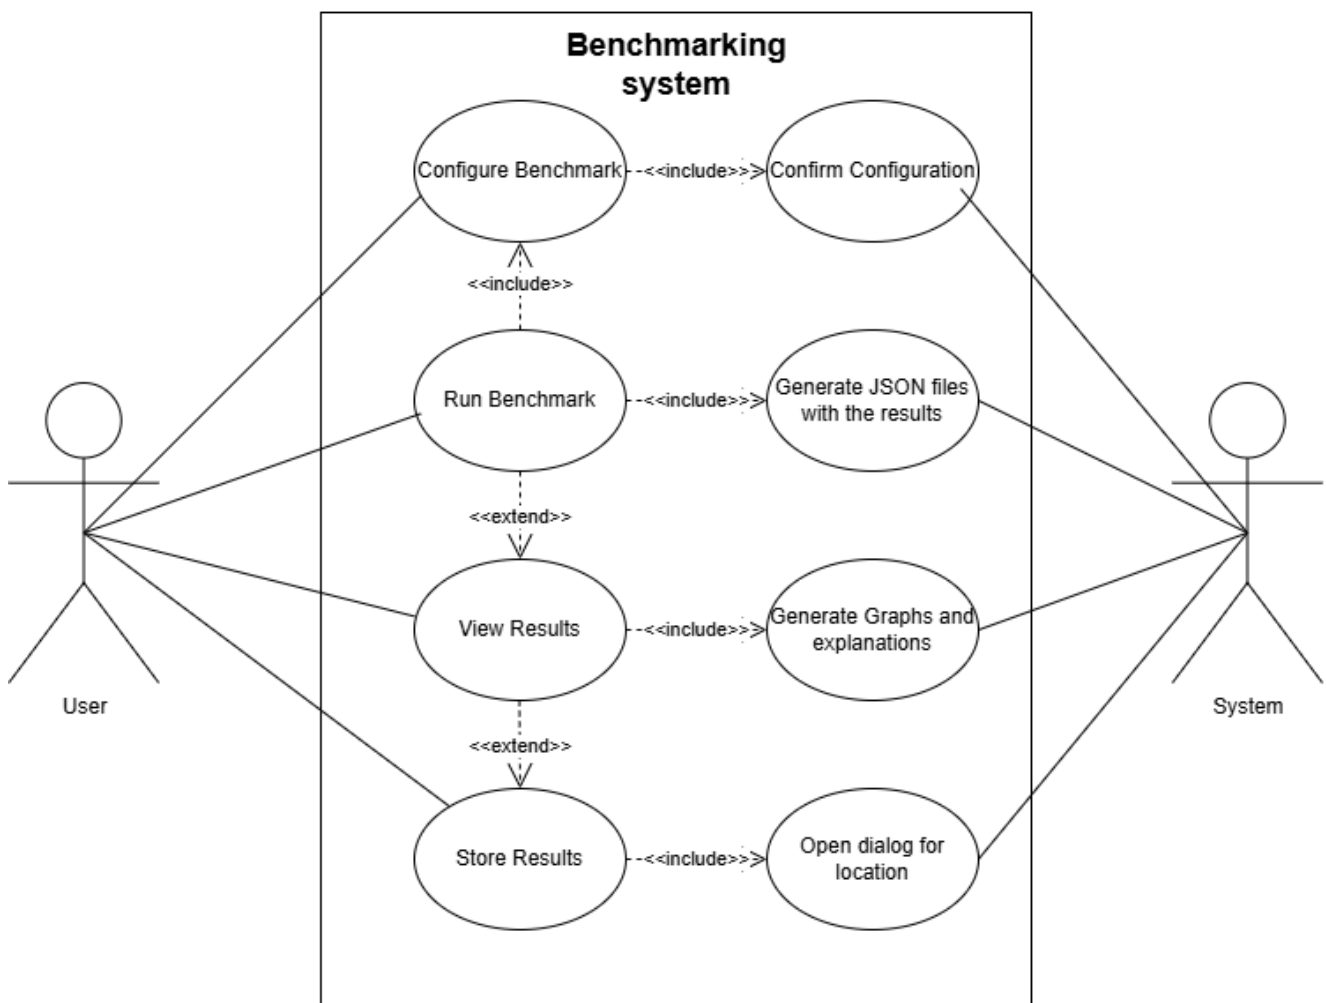 Benchmarking
system
Configure Benchmark
<<include>>
Confirm Configuration
<<include>>
Run Benchmark
<<include>>
Generate JSON files
with the results
<<extend>>
View Results
<<include>>
Generate Graphs and
explanations
User
System
<<extend>>
Store Results
<<include>>
Open dialog for
location